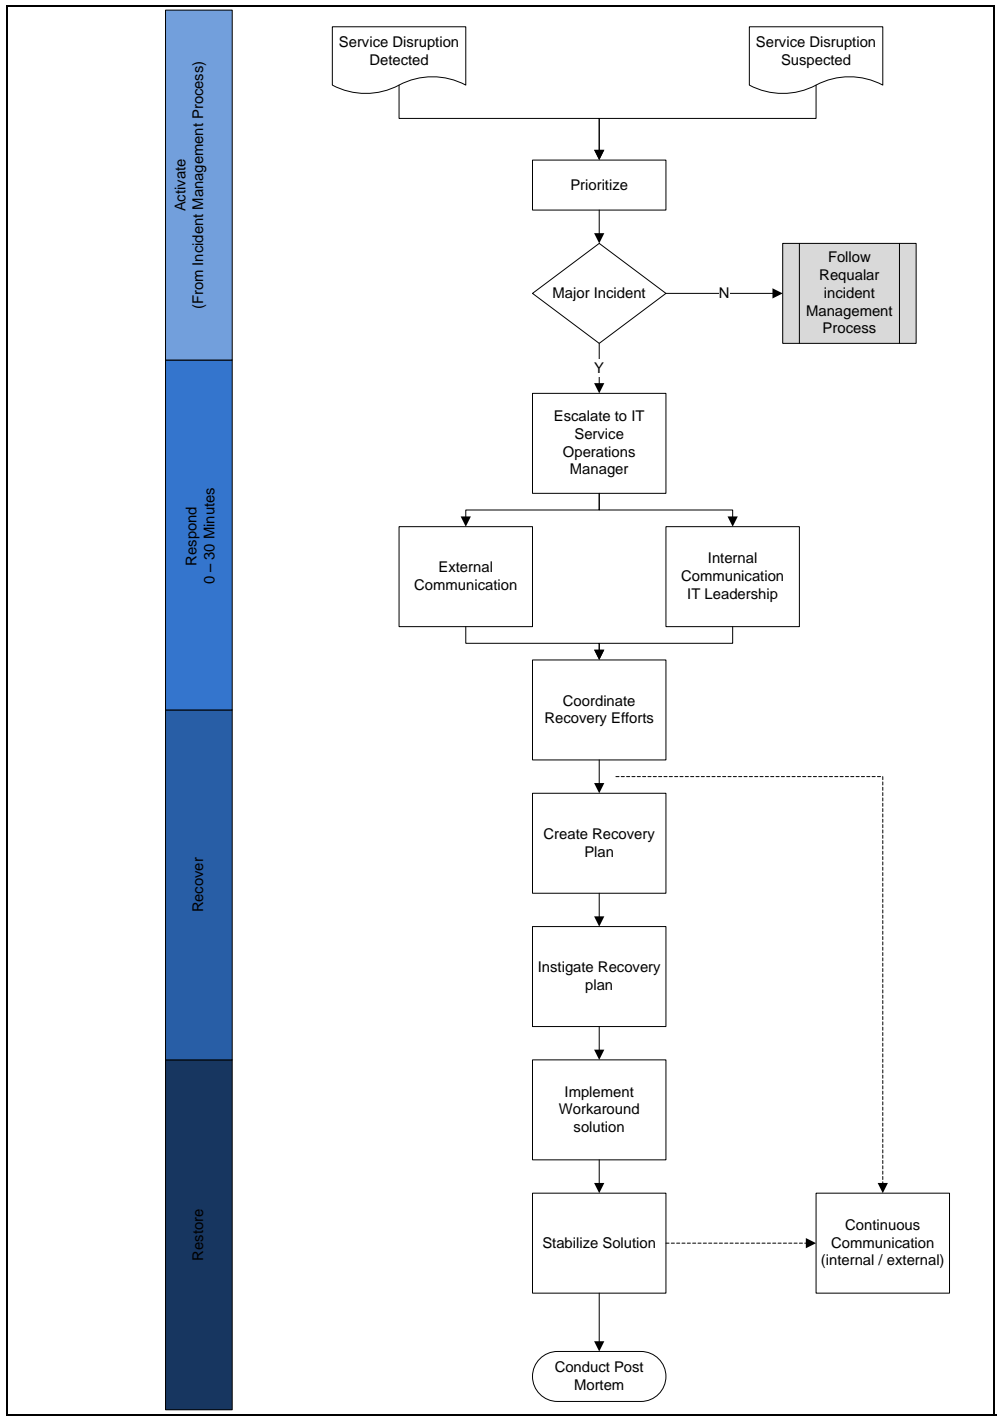 Service Disruption
Detected
Service Disruption
Suspected
Activate
(From Incident Management Process)
Prioritize
Major Incident
N
Follow
Requalar
incident
Management
Process
Y
Respond
0 – 30 Minutes
Escalate to IT
Service
Operations
Manager
External
Communication
Internal
Communication
IT Leadership
Coordinate
Recovery Efforts
Recover
Create Recovery
Plan
Instigate Recovery
plan
Restore
Implement
Workaround
solution
Stabilize Solution
Continuous
Communication
(internal / external)
Conduct Post
Mortem